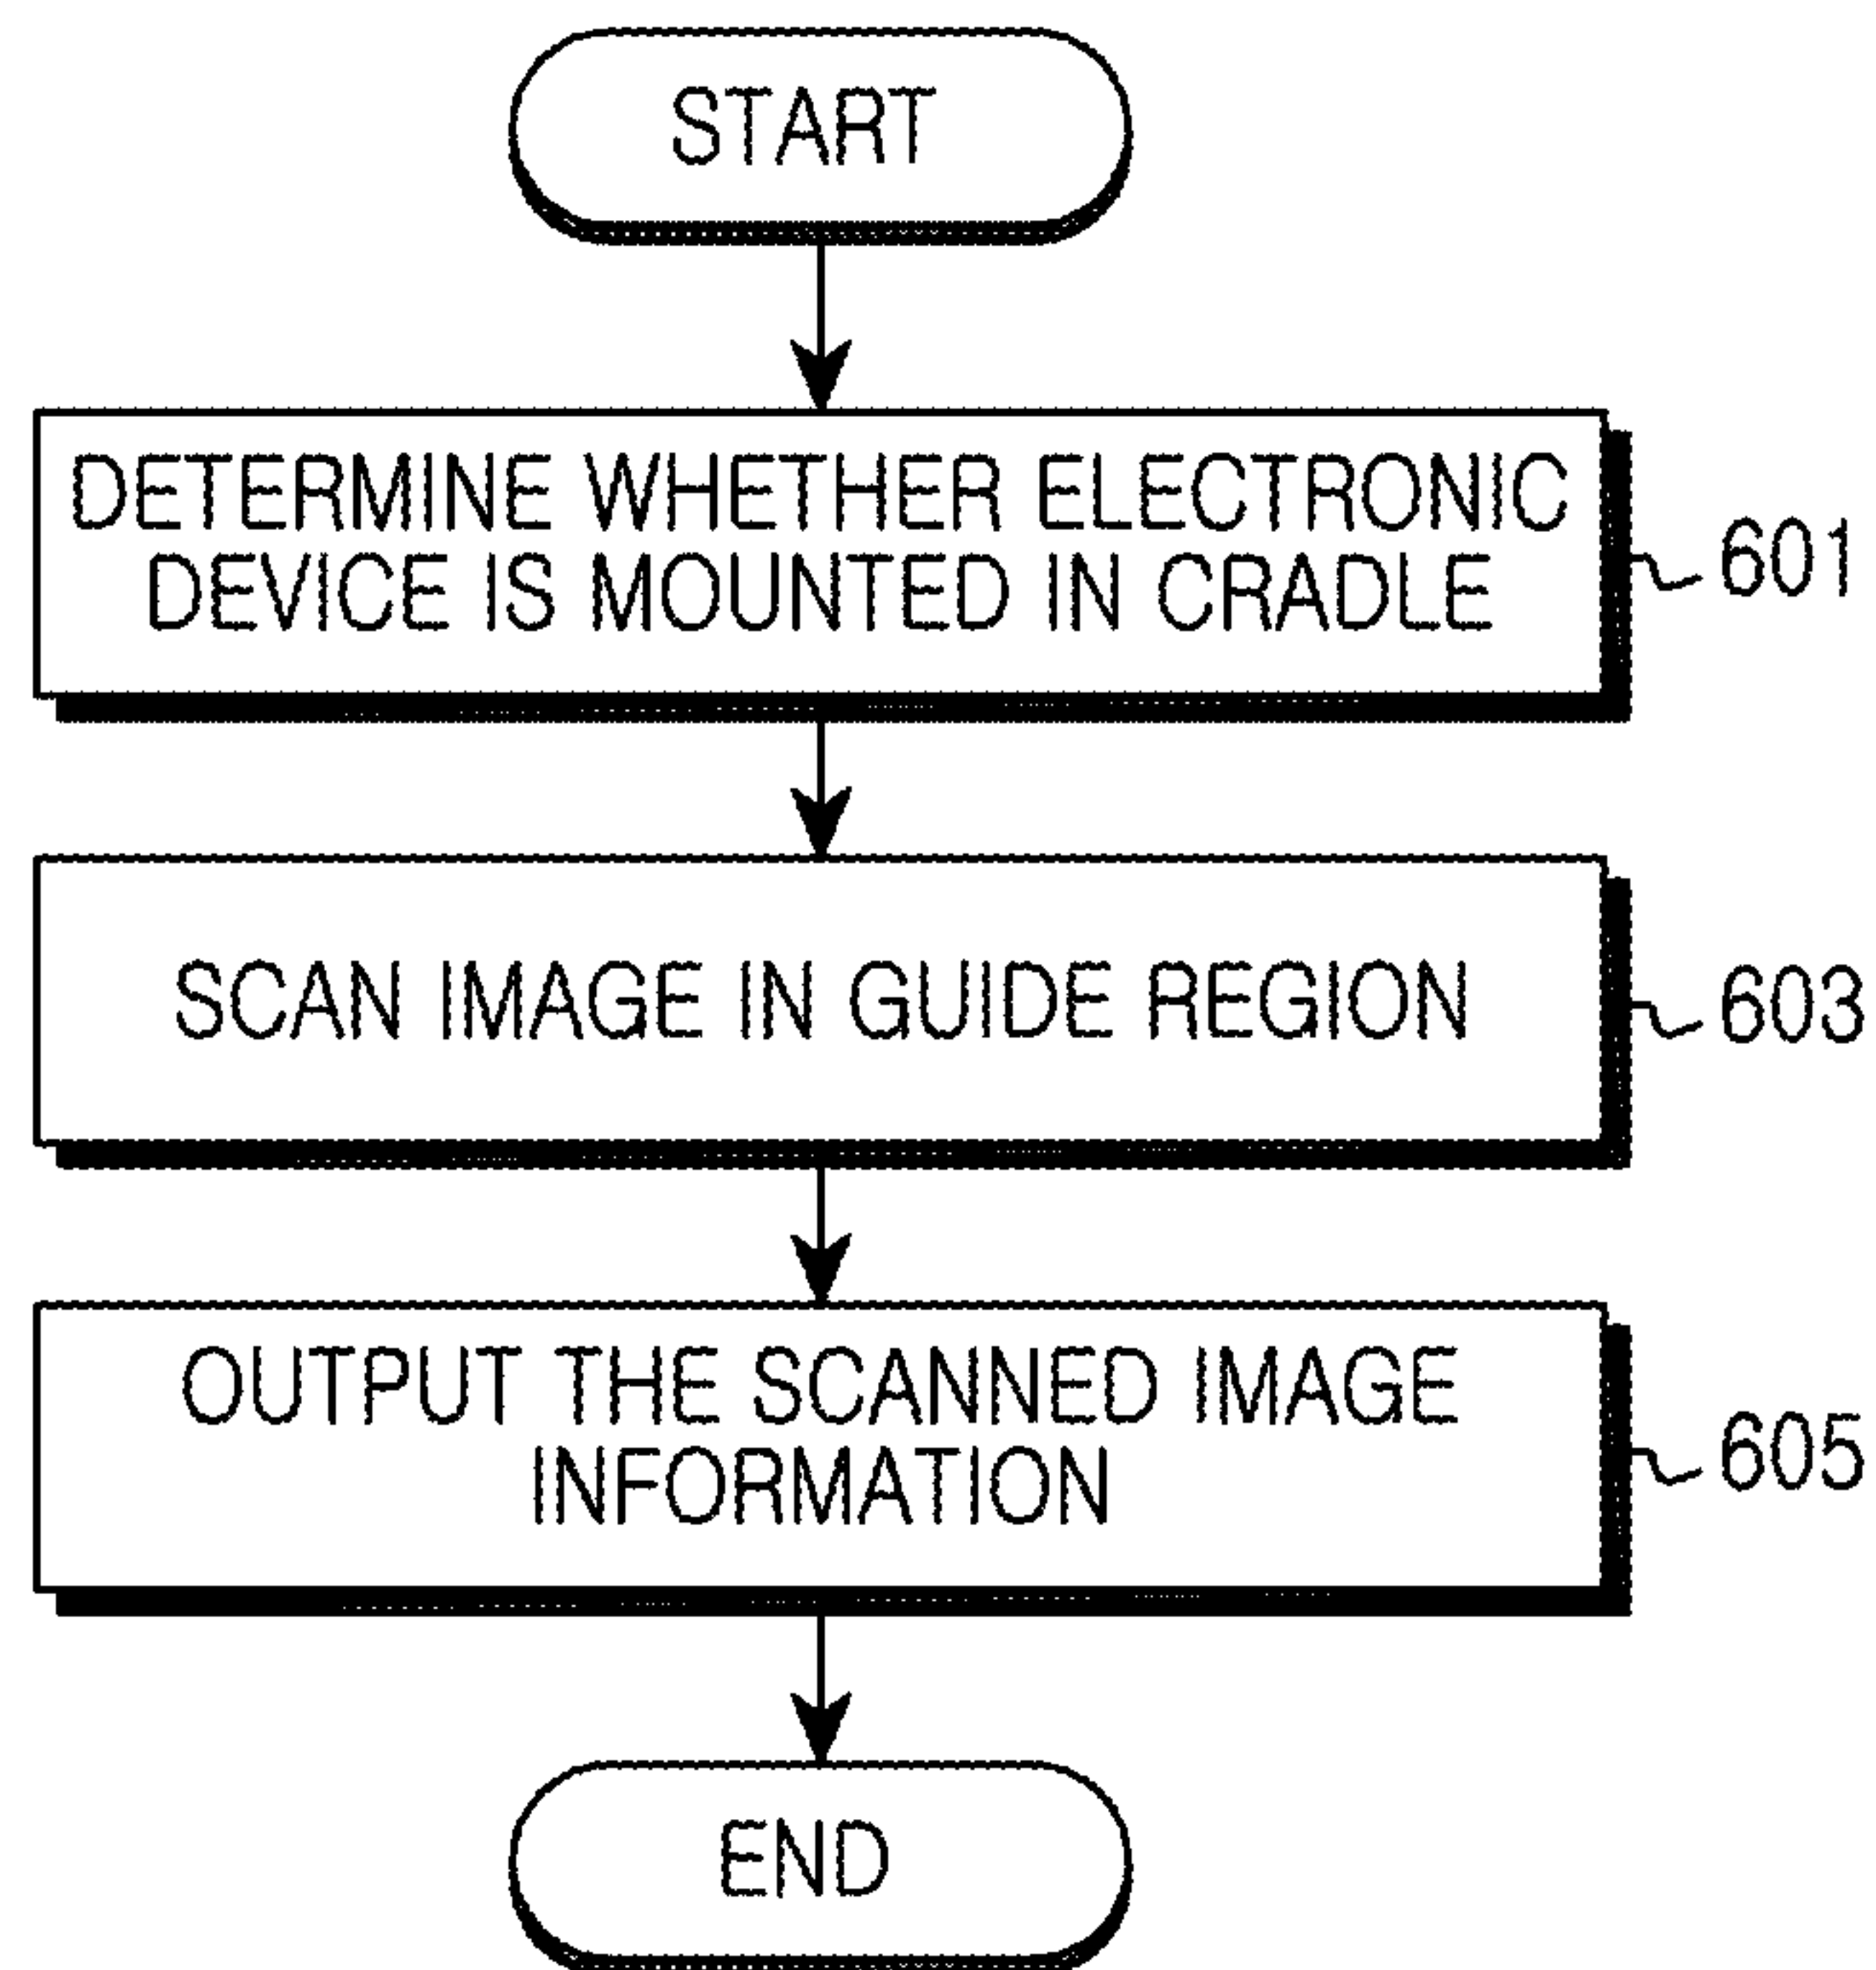 START
DETERMINE WHETHER ELECTRONIC
DEVICE IS MOUNTED IN CRADLE
601
SCAN IMAGE IN GUIDE REGION
603
OUTPUT THE SCANNED IMAGE
INFORMATION
605
END